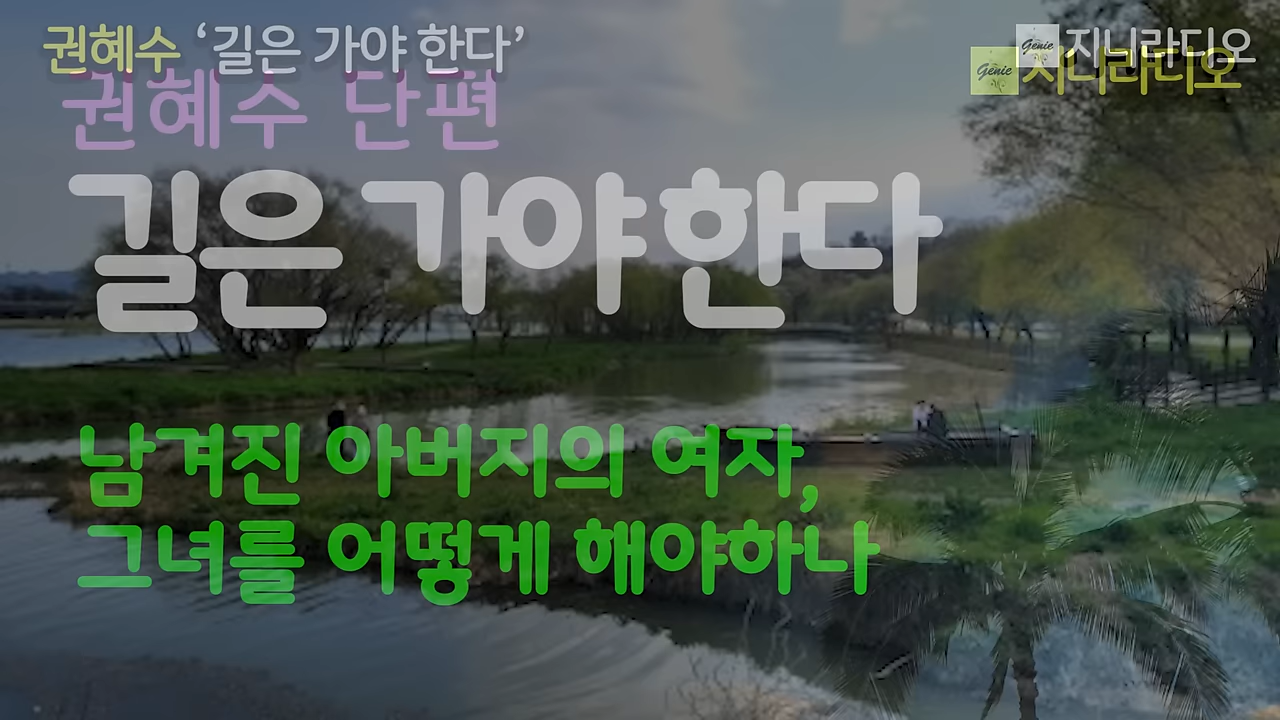 권혜수 ‘길은 가야 한다’
Genie 지니라디오
Genie 지니라디오
권혜수 단편
길은 가야 한다
남겨진 아버지의 여자,
그녀를 어떻게 해야하나